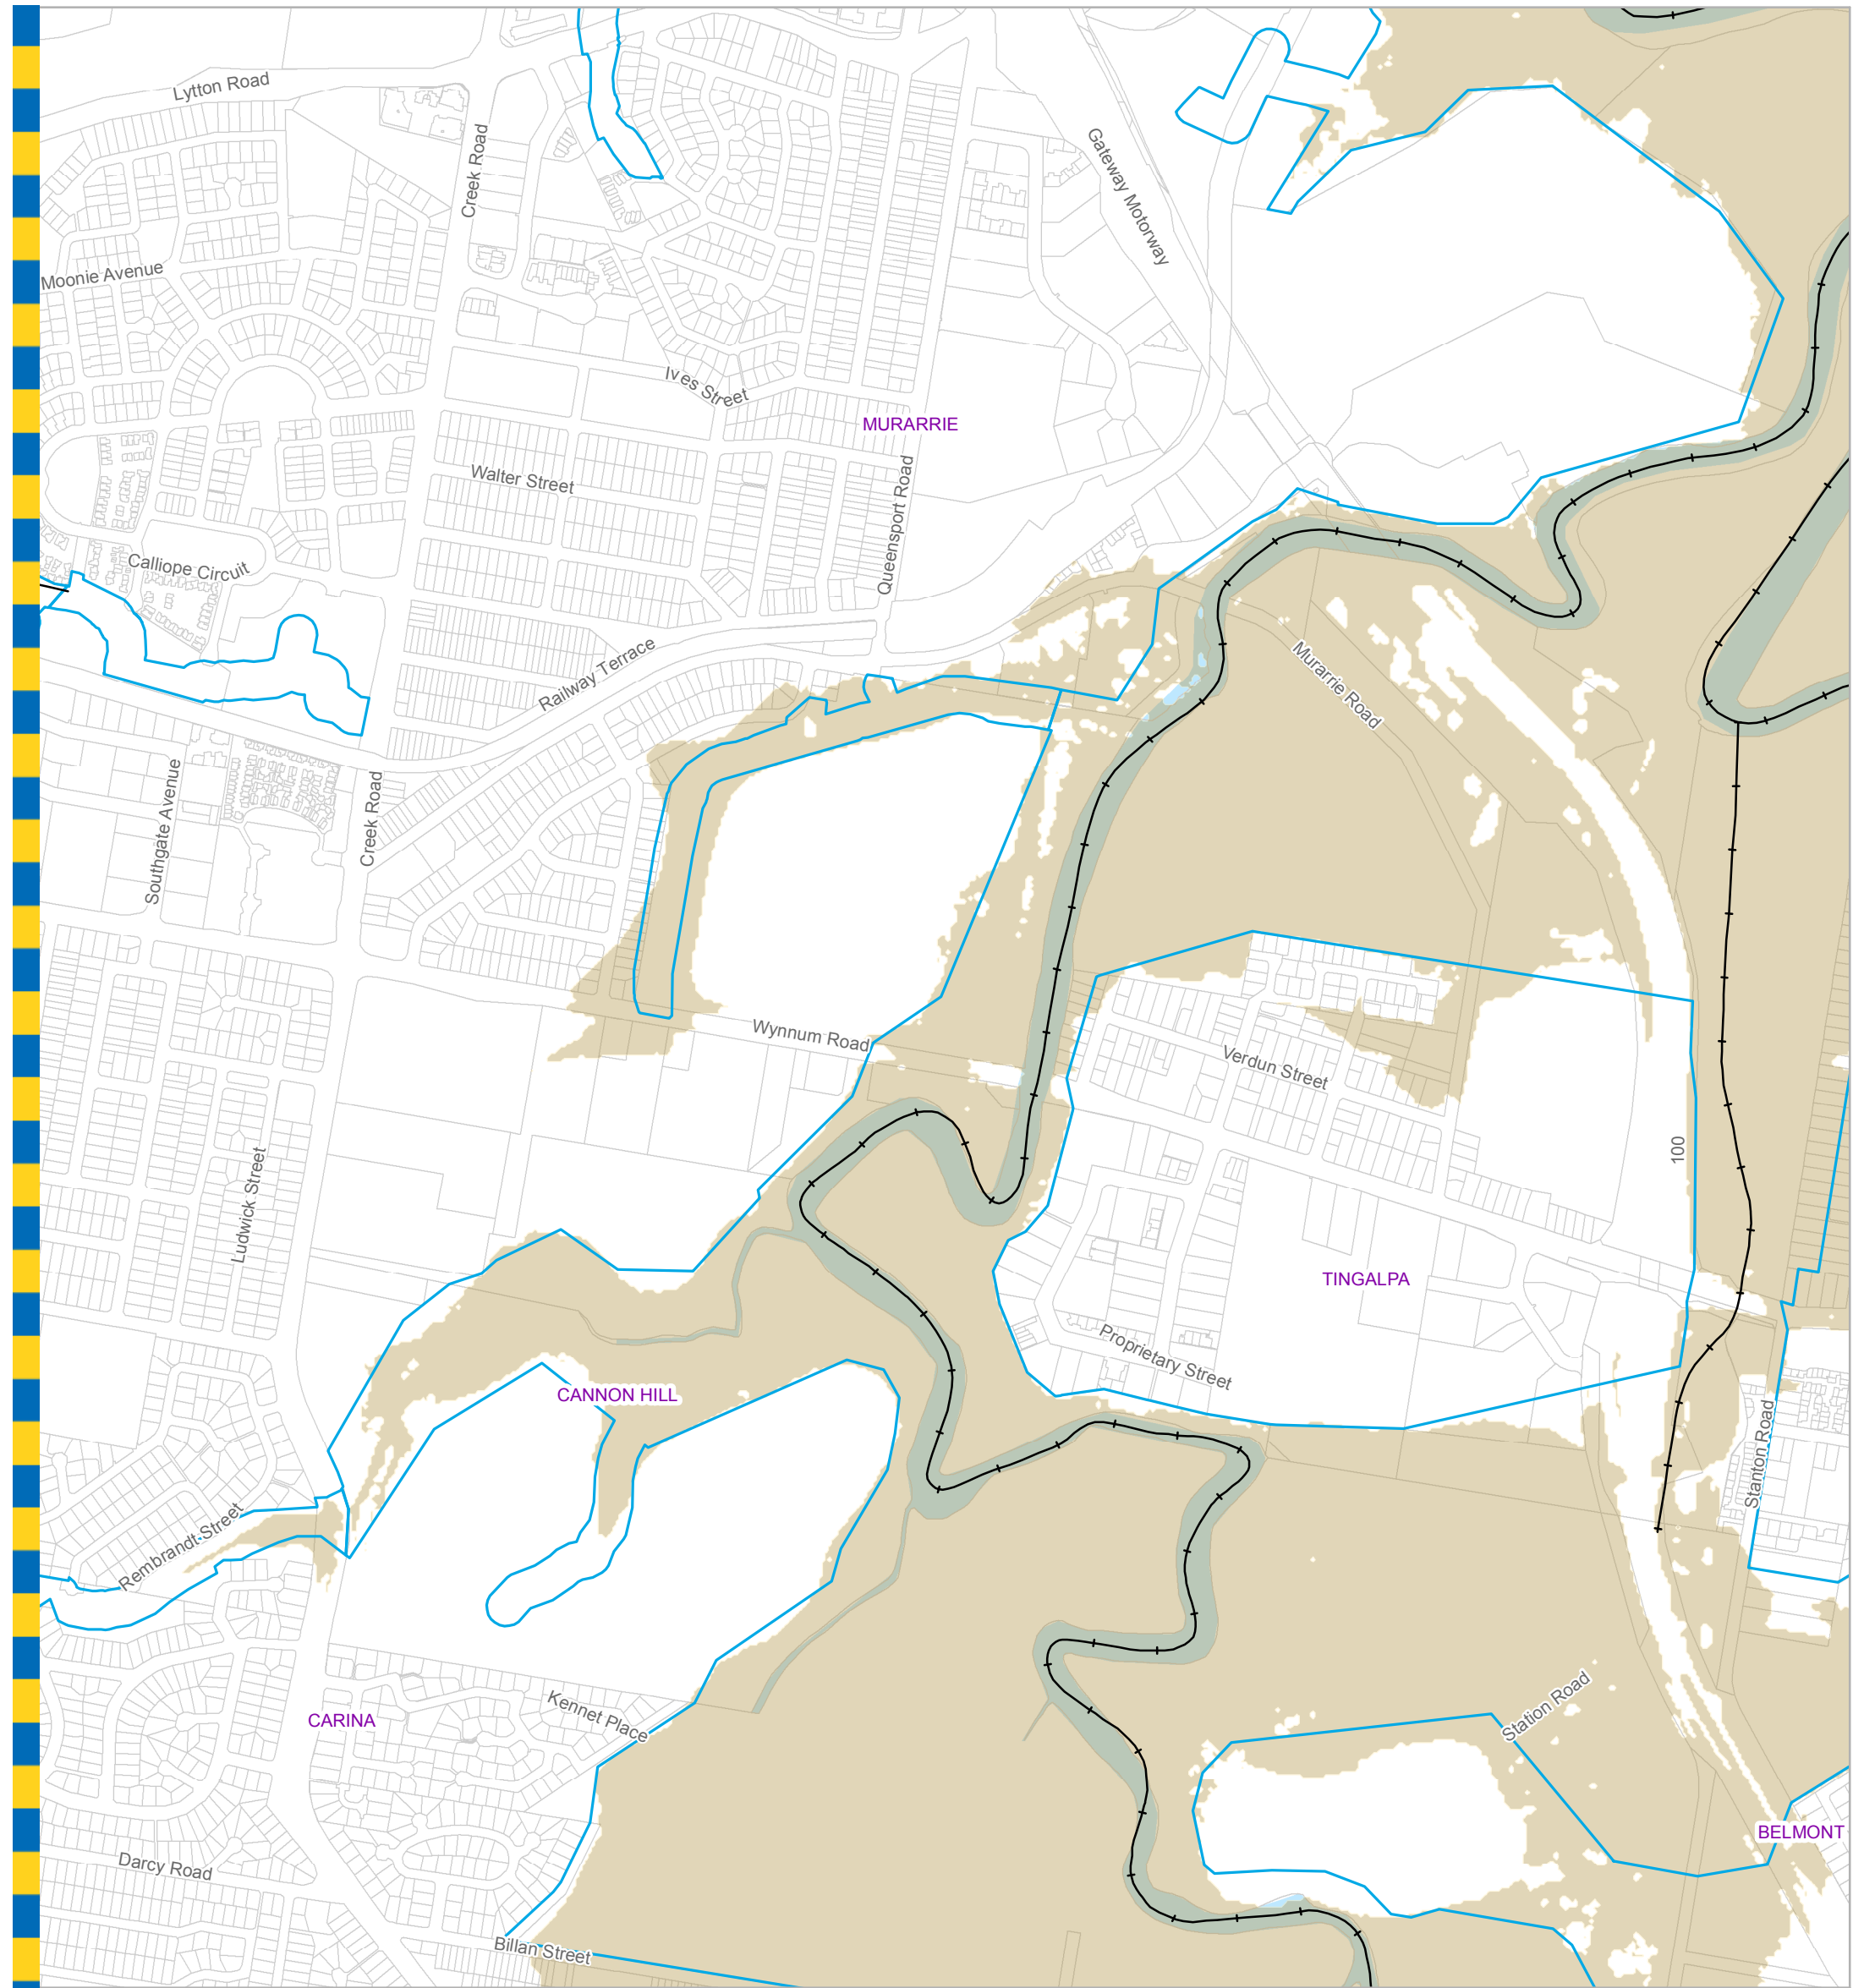 Lytton Road
Creek Road
Gateway Motorway
Moonie Avenue
Ives Street
MURARRIE
Walter Street
Queensport Road
Calliope Circuit
Railway Terrace
Murarrie Road
Southgate Avenue
Creek Road
Wynnum Road
Verdun Street
100
Ludwick Street
TINGALPA
Proprietary Street
CANNON HILL
Stanton Road
Rembrandt Street
Station Road
Kennet Place
CARINA
BELMONT
Darcy Road
Billan Street